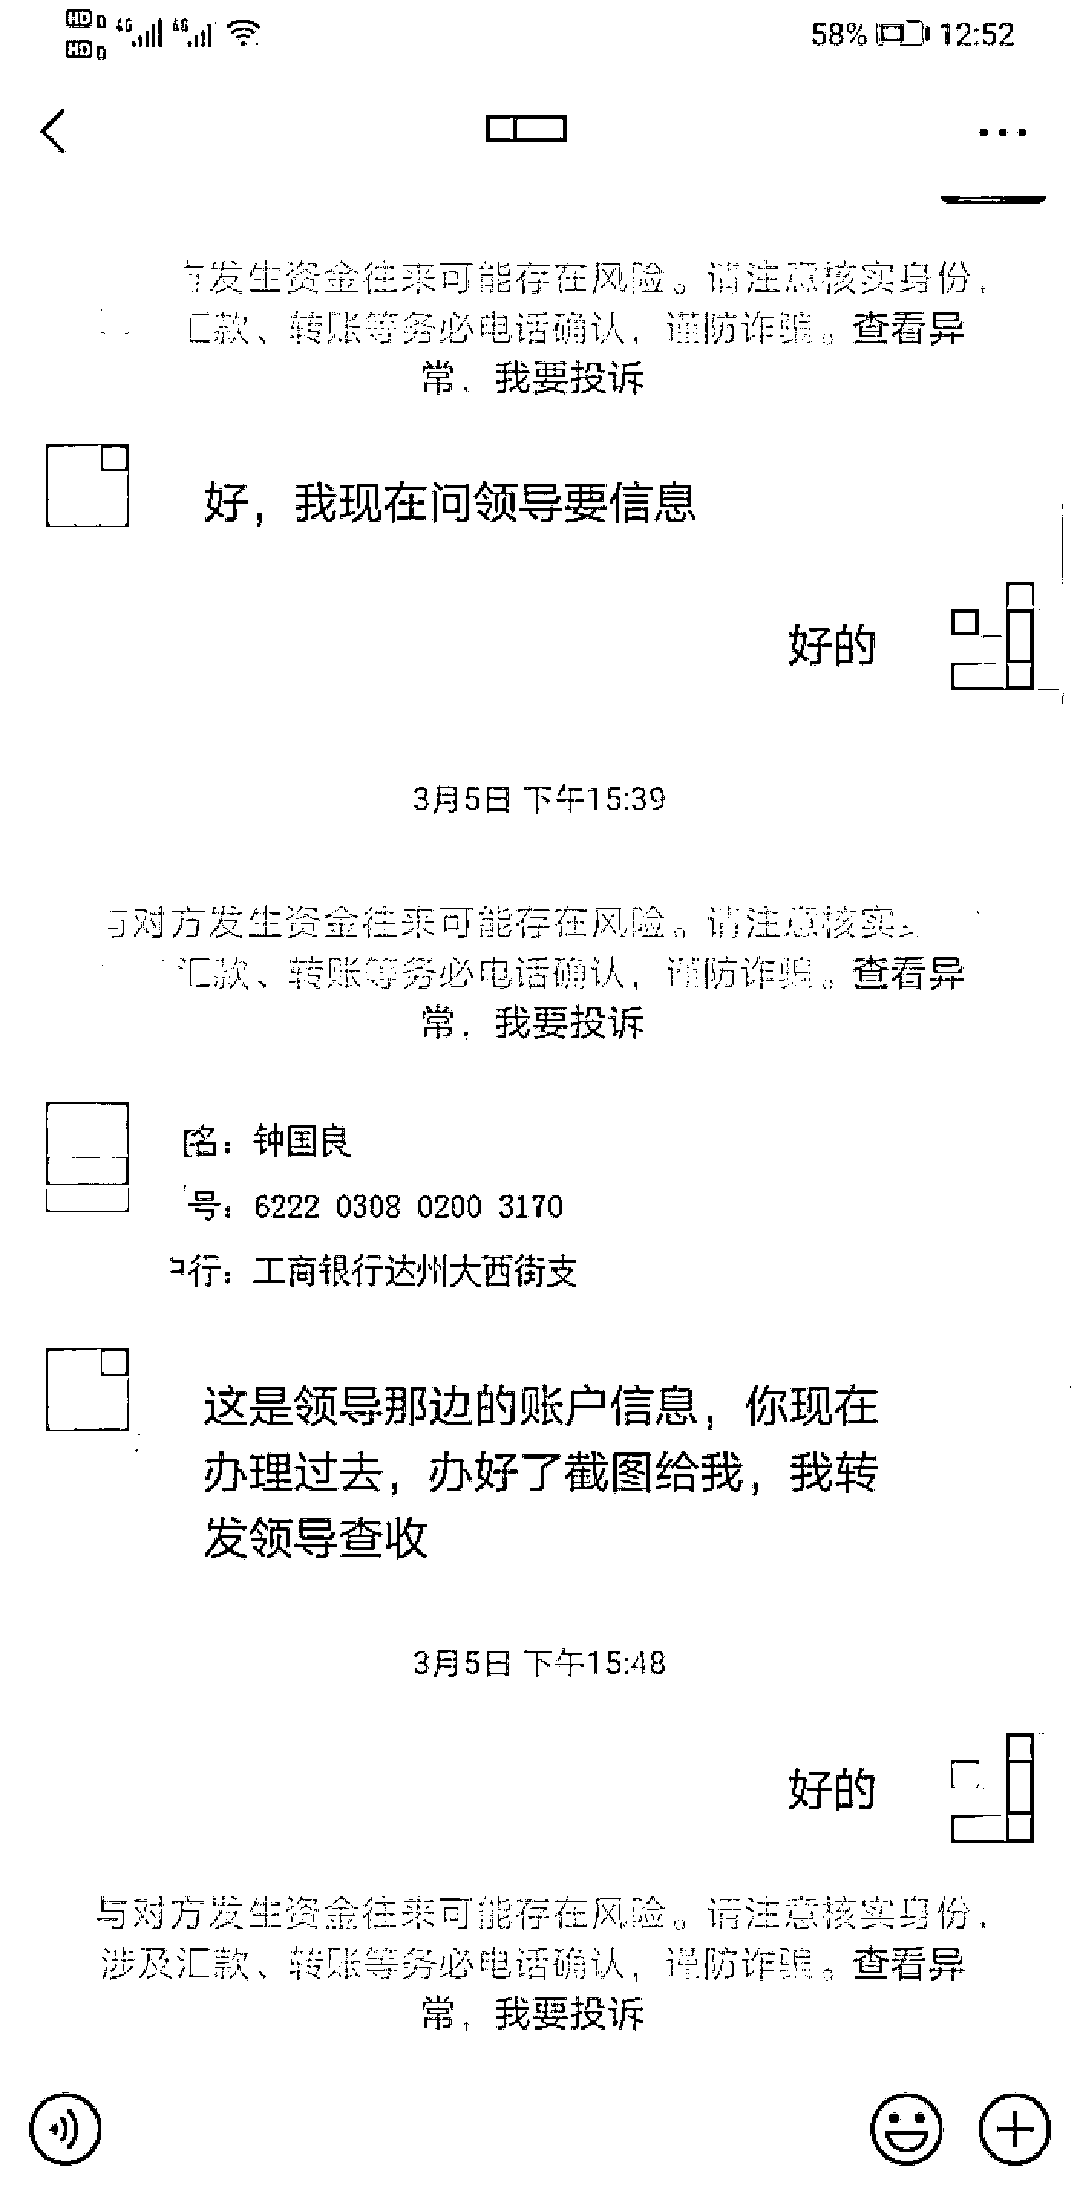 58% 12:52
发生资金往来可能存在风险。请注意核实身份，
汇款、转账等务必电话确认，谨防诈骗。查看异
常，我要投诉
好，我现在问领导要信息
好的
3月5日 下午15:39
与对方发生资金往来可能存在风险。请注意核实
汇款、转账等务必电话确认，谨防诈骗。查看异
常，我要投诉
名：钟国良
号：6222 0308 0200 3170
行：工商银行达州大西街支
这是领导那边的账户信息，你现在
办理过去，办好了截图给我，我转
发领导查收
3月5日 下午15:48
好的
与对方发生资金往来可能存在风险。请注意核实身份，
涉及汇款、转账等务必电话确认，谨防诈骗。查看异
常，我要投诉